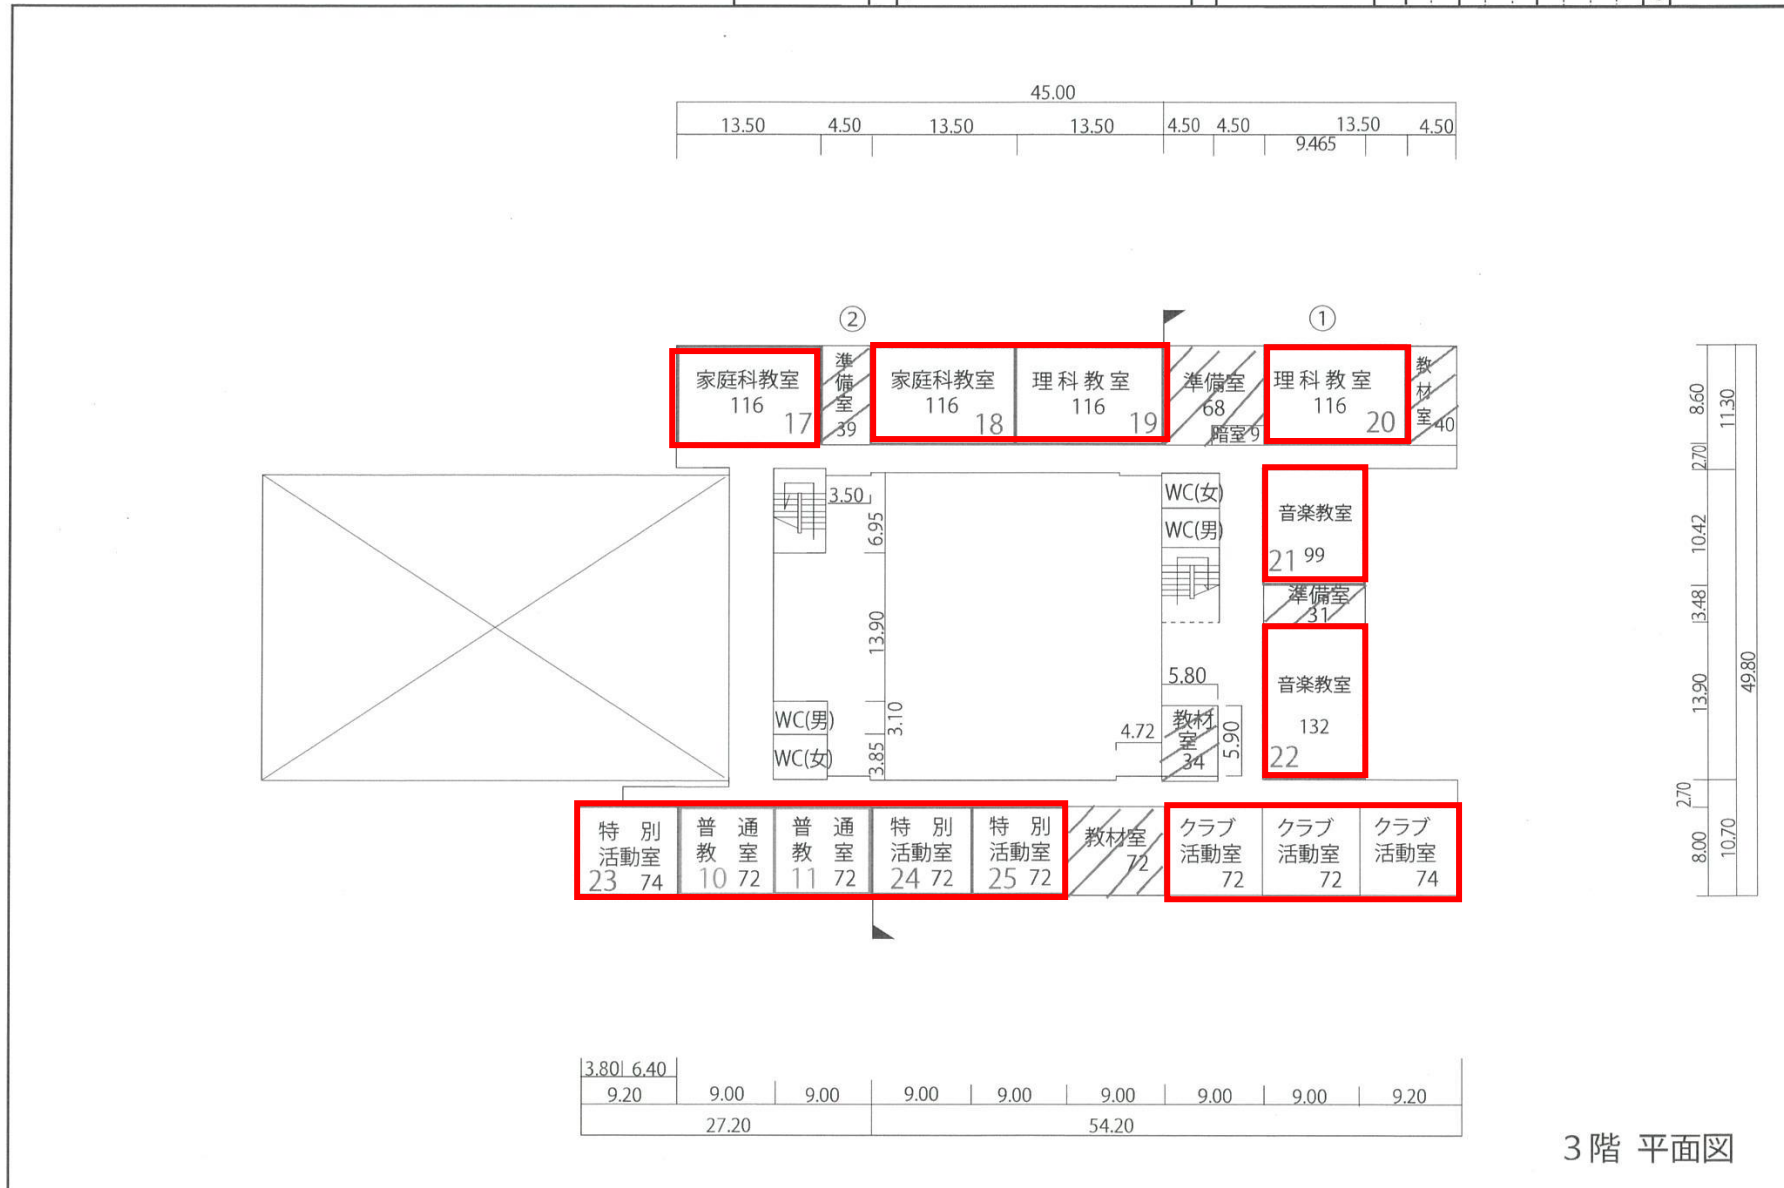 45.00
13.50 4.50 13.50 13.50 4.50 4.50 13.50 4.50
9.465
② ①
家庭科教室
116
17
準備室
39
家庭科教室
116
18
理科教室
116
19
準備室
68
暗室9
理科教室
116
20
教材室
40
8.60
11.30
2.70
10.42
3.48
13.90
49.80
2.70
8.00
10.70
3.50
6.95
13.90
3.10
3.85
WC(男)
WC(女)
WC(女)
WC(男)
音楽教室
21 99
準備室
31
音楽教室
132
22
5.80
4.72
5.90
教材
室
34
特別
活動室
23 74
普通
教室
10 72
普通
教室
11 72
特別
活動室
24 72
特別
活動室
25 72
教材室
72
クラブ
活動室
72
クラブ
活動室
72
クラブ
活動室
74
3.80 6.40
9.20 9.00 9.00 9.00 9.00 9.00 9.00 9.00 9.20
27.20 54.20
3階 平面図